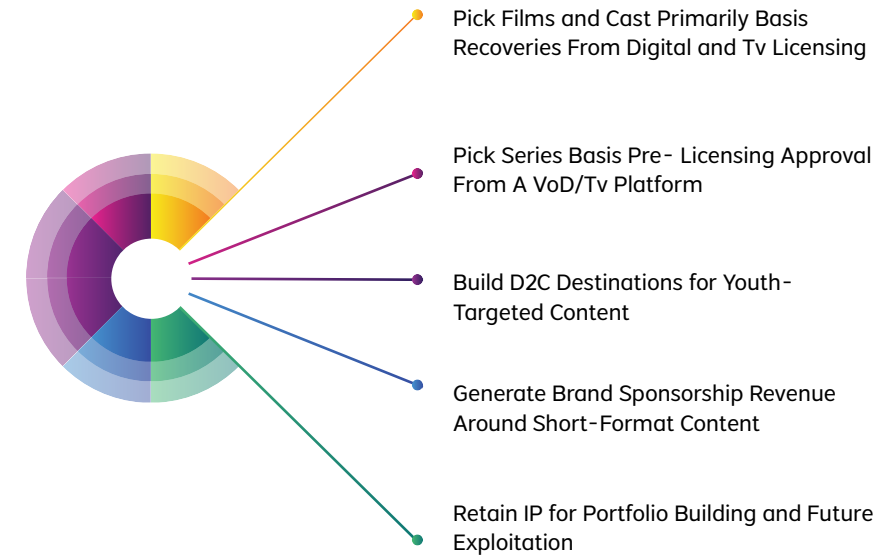 Pick Films and Cast Primarily Basis
Recoveries From Digital and Tv Licensing
Pick Series Basis Pre- Licensing Approval
From A VoD/Tv Platform
Build D2C Destinations for Youth-
Targeted Content
Generate Brand Sponsorship Revenue
Around Short-Format Content
Retain IP for Portfolio Building and Future
Exploitation